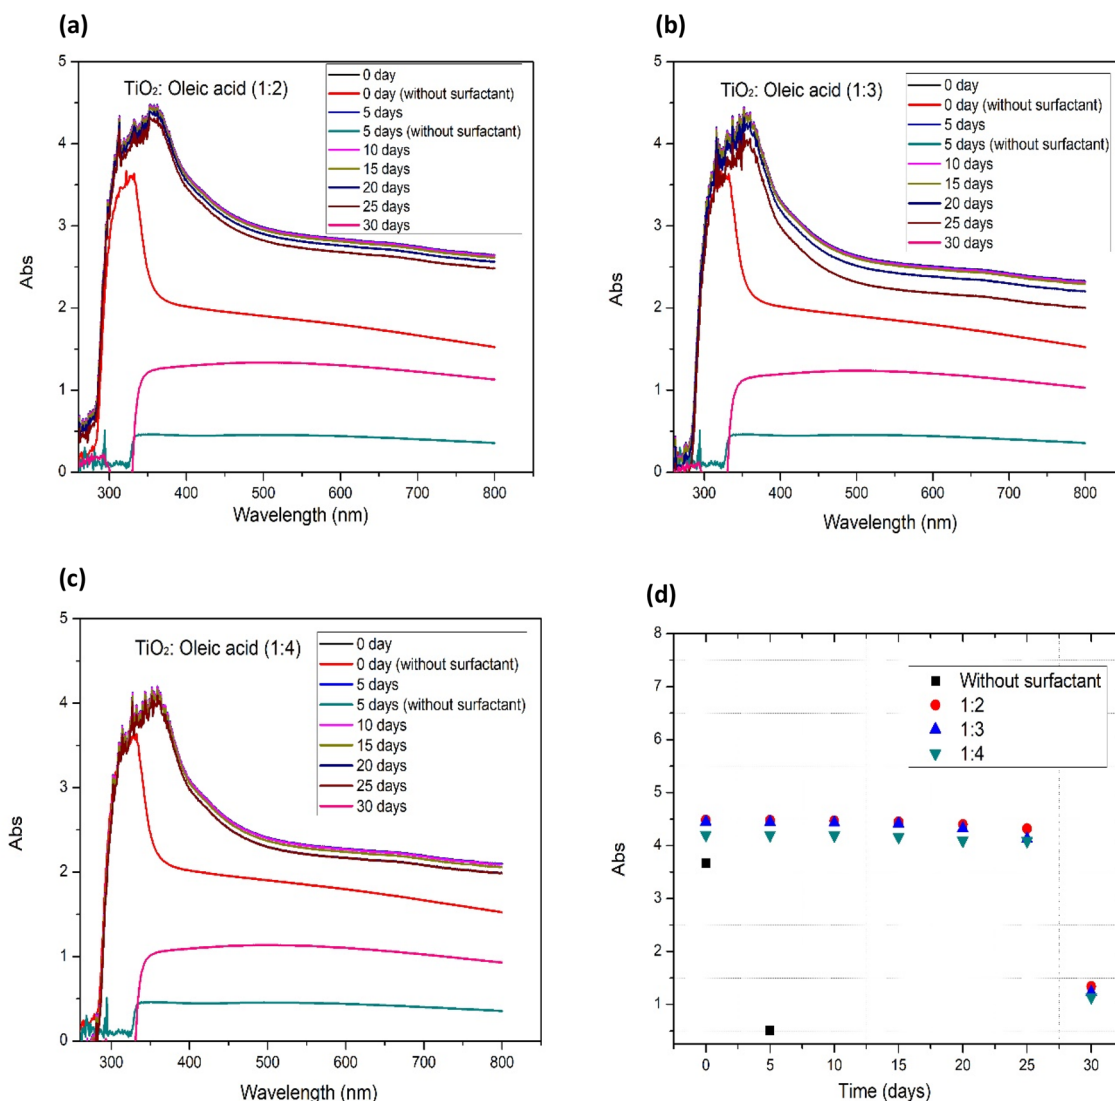 (a)
TiO₂: Oleic acid (1:2)
0 day
0 day (without surfactant)
5 days
5 days (without surfactant)
10 days
15 days
20 days
25 days
30 days
5
4
3
2
1
0
Abs
300
400
500
600
700
800
Wavelength (nm)
(b)
TiO₂: Oleic acid (1:3)
0 day
0 day (without surfactant)
5 days
5 days (without surfactant)
10 days
15 days
20 days
25 days
30 days
5
4
3
2
1
0
Abs
300
400
500
600
700
800
Wavelength (nm)
(c)
TiO₂: Oleic acid (1:4)
0 day
0 day (without surfactant)
5 days
5 days (without surfactant)
10 days
15 days
20 days
25 days
30 days
5
4
3
2
1
0
Abs
300
400
500
600
700
800
Wavelength (nm)
(d)
Without surfactant
1:2
1:3
1:4
8
7
6
5
4
3
2
1
Abs
0
5
10
15
20
25
30
Time (days)